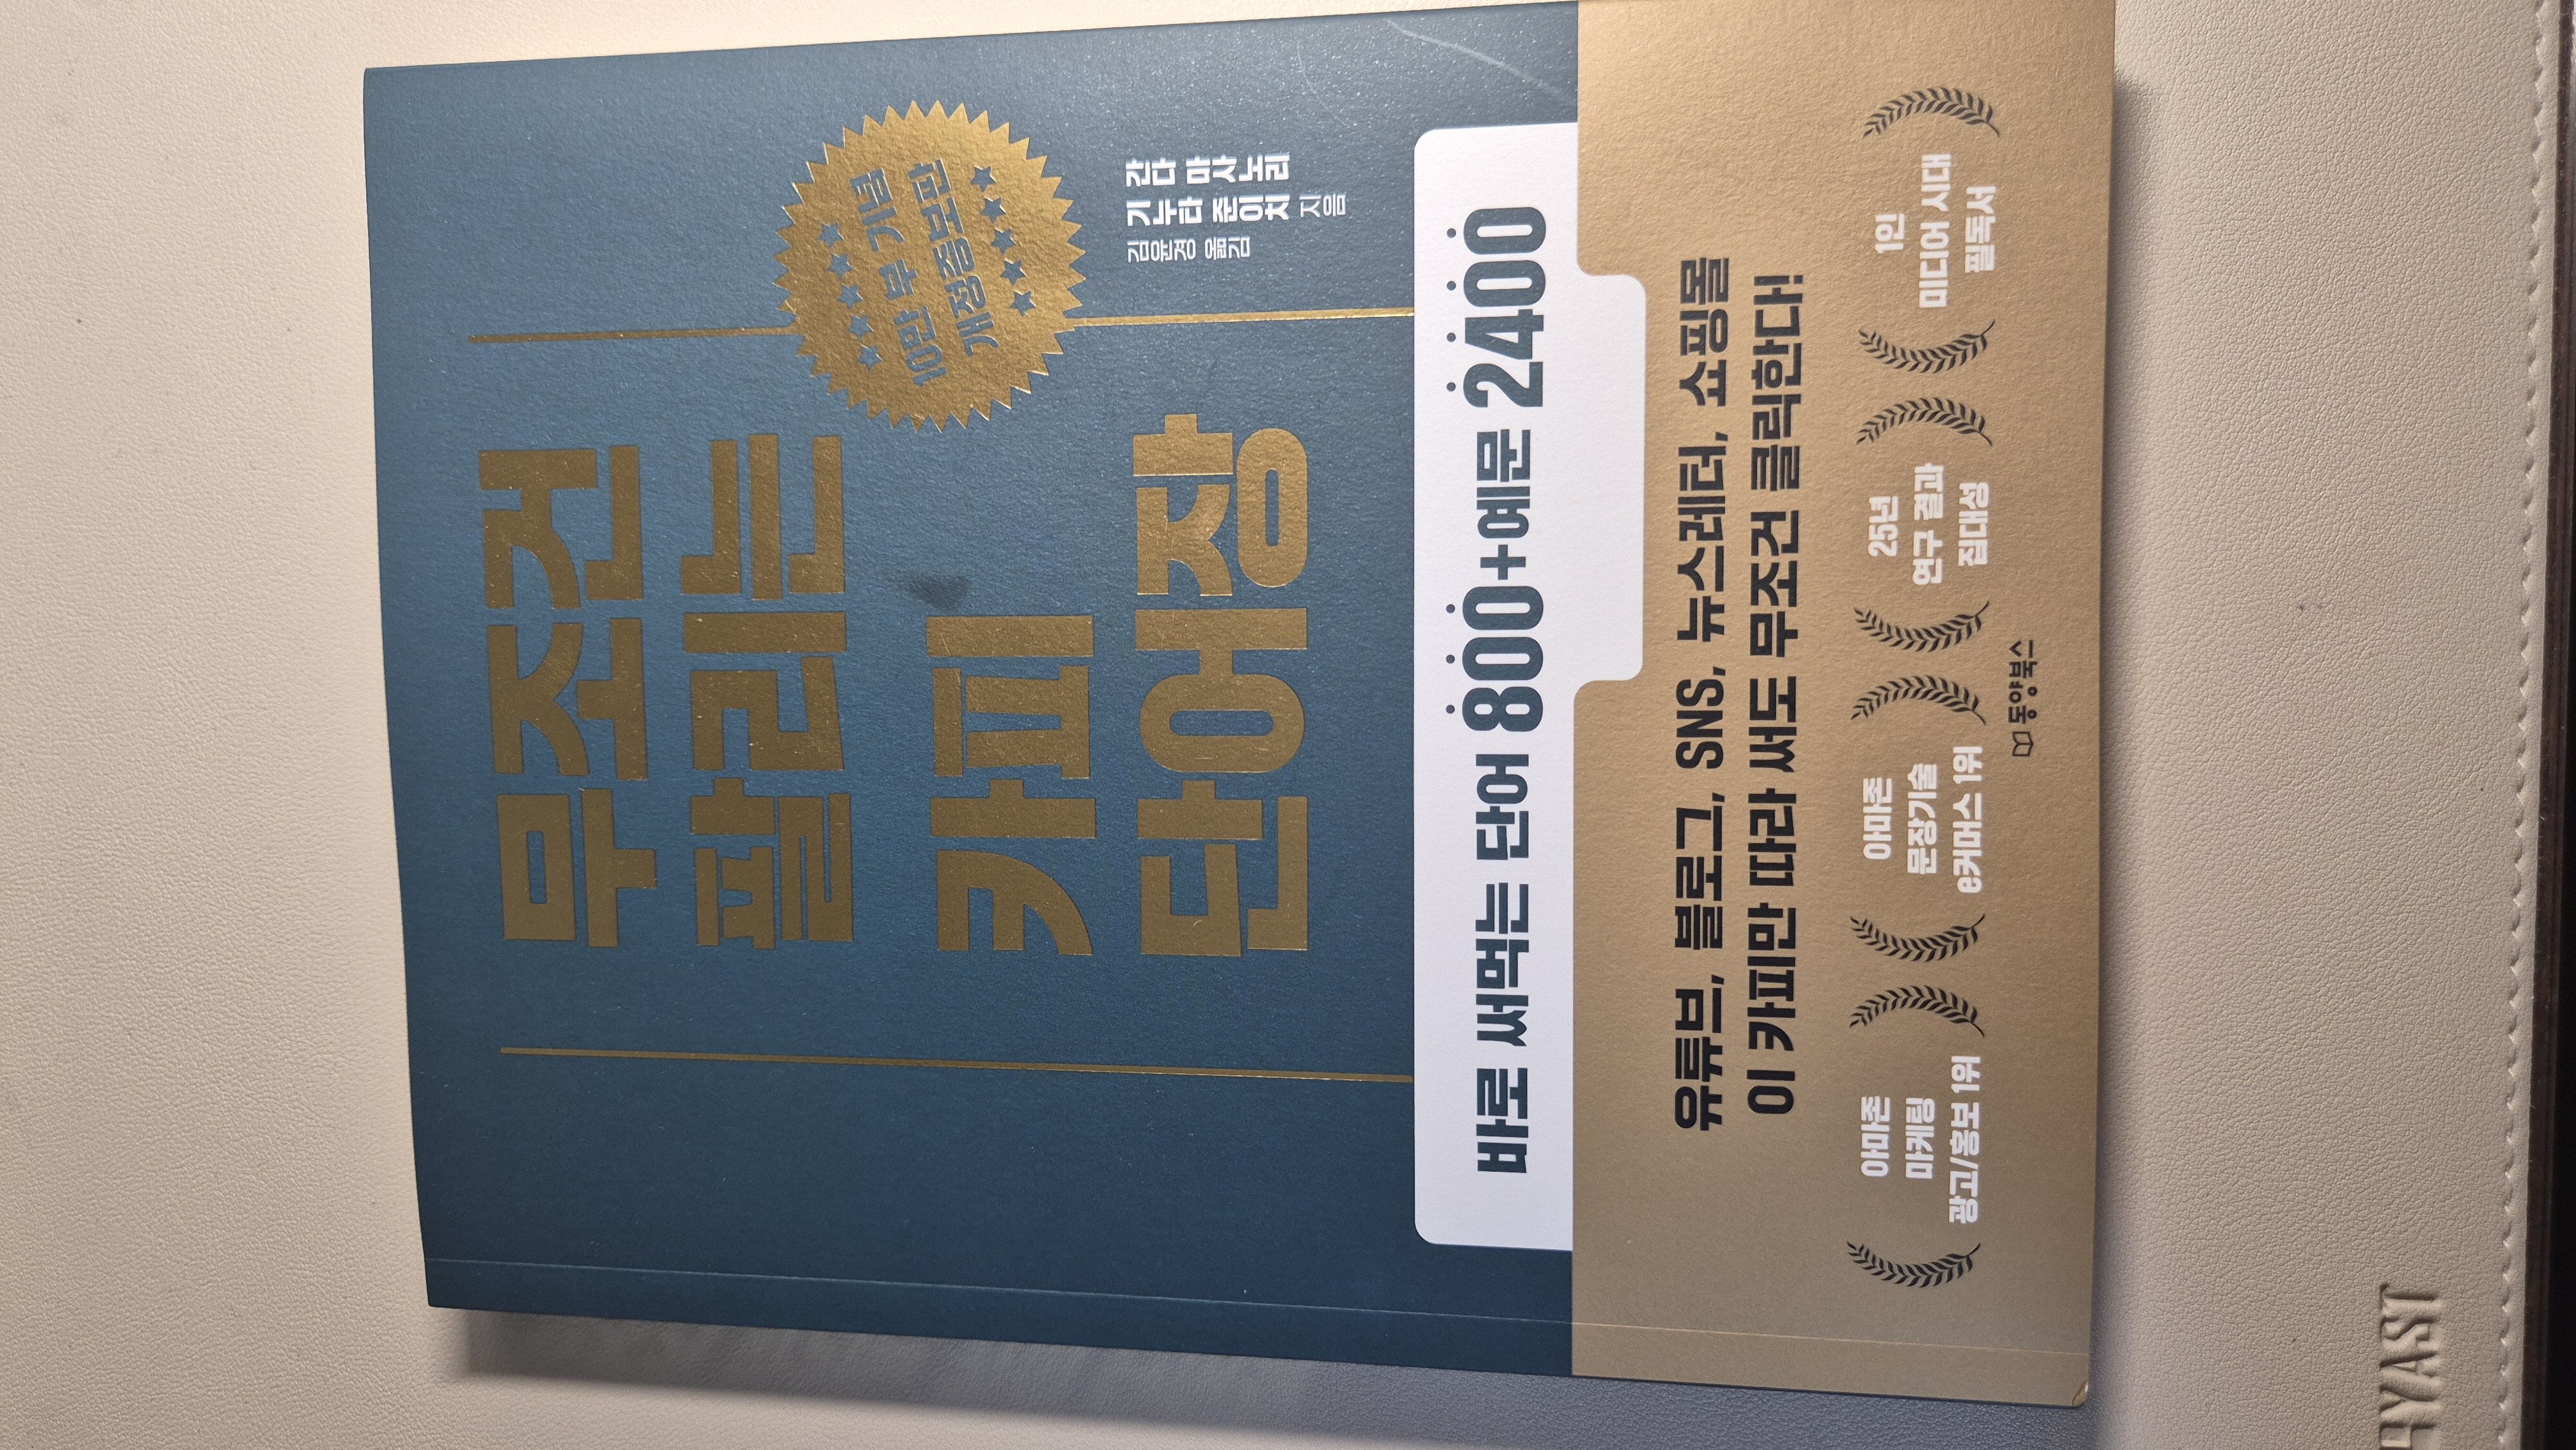 무조건
팔리는
카피
단어장
10만 부 기념
개정증보판
간다 마사노리
기누타 준이치 지음
김윤경 옮김
바로 써먹는 단어 800+예문 2400
유튜브, 블로그, SNS, 뉴스레터, 쇼핑몰
이 카피만 따라 써도 무조건 클릭한다!
아마존
마케팅
광고/홍보 1위
아마존
문장기술
e커머스 1위
25년
연구 결과
집대성
1인
미디어 시대
필독서
동양북스